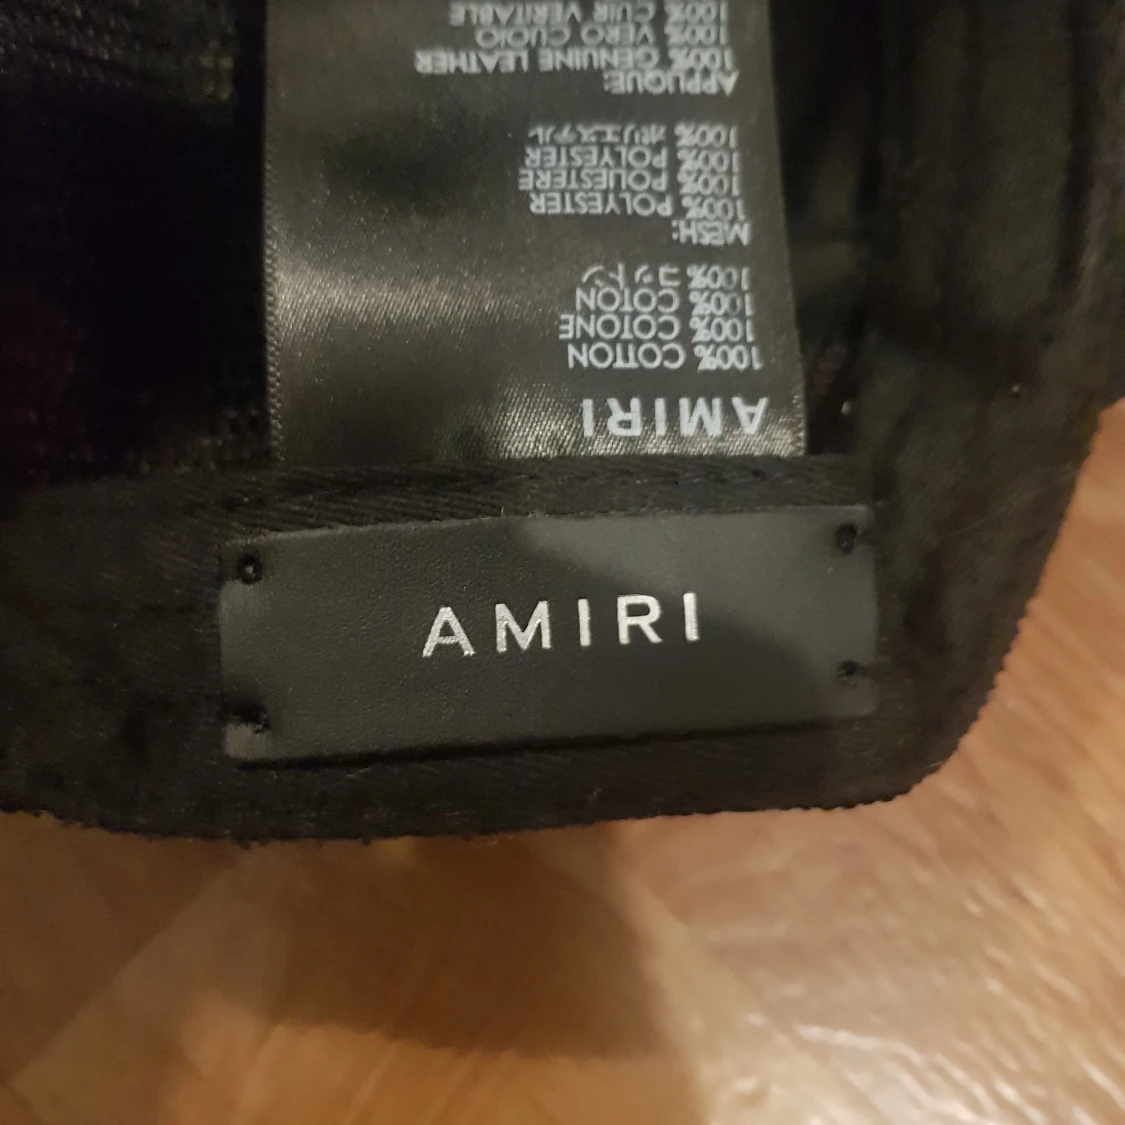 AMIRI
100% COTTON
100% COTONE
100% COTON
100% コットン
MESH:
100% POLYESTER
100% POLIESTERE
100% POLYESTER
100% ポリエステル
APPLIQUE:
100% GENUINE LEATHER
100% VERO CUOIO
100% CUIR VERITABLE
AMIRI